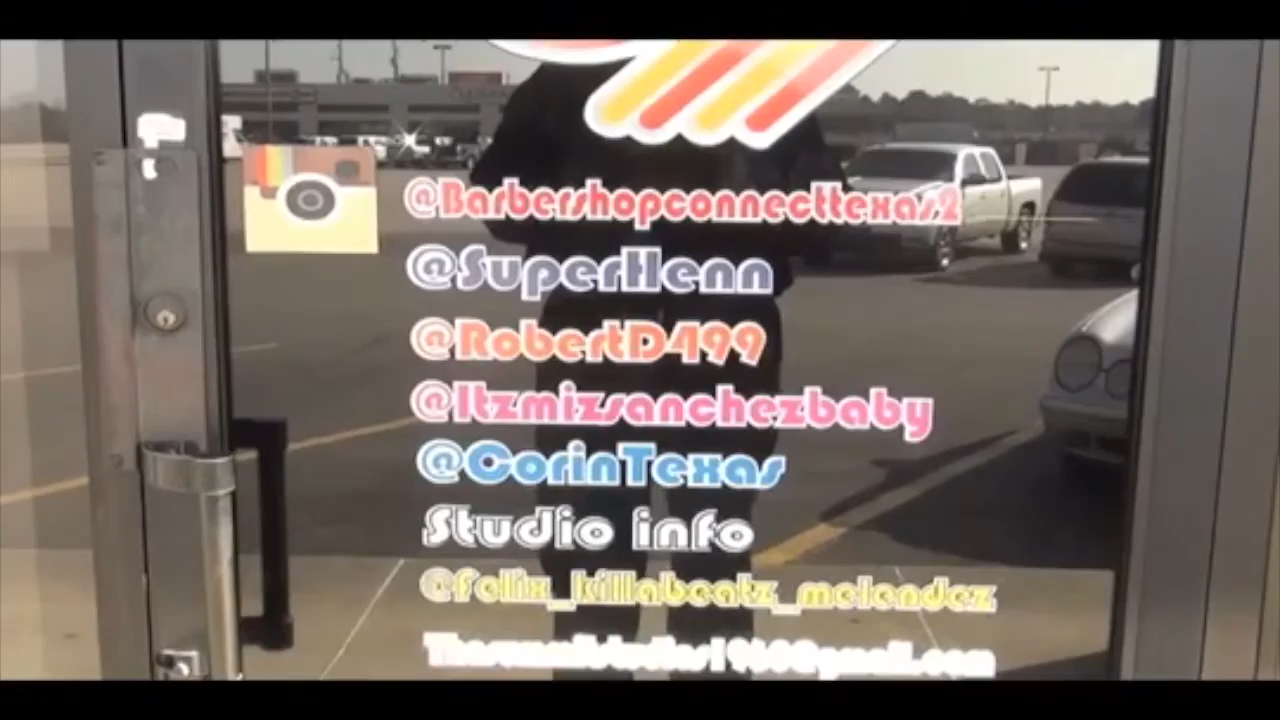 @Barbershopconnecttexas2
@SuperHenn
@RobertD499
@Itzmizsanchezbaby
@CorinTexas
Studio info
@felix_killabeatz_melendez